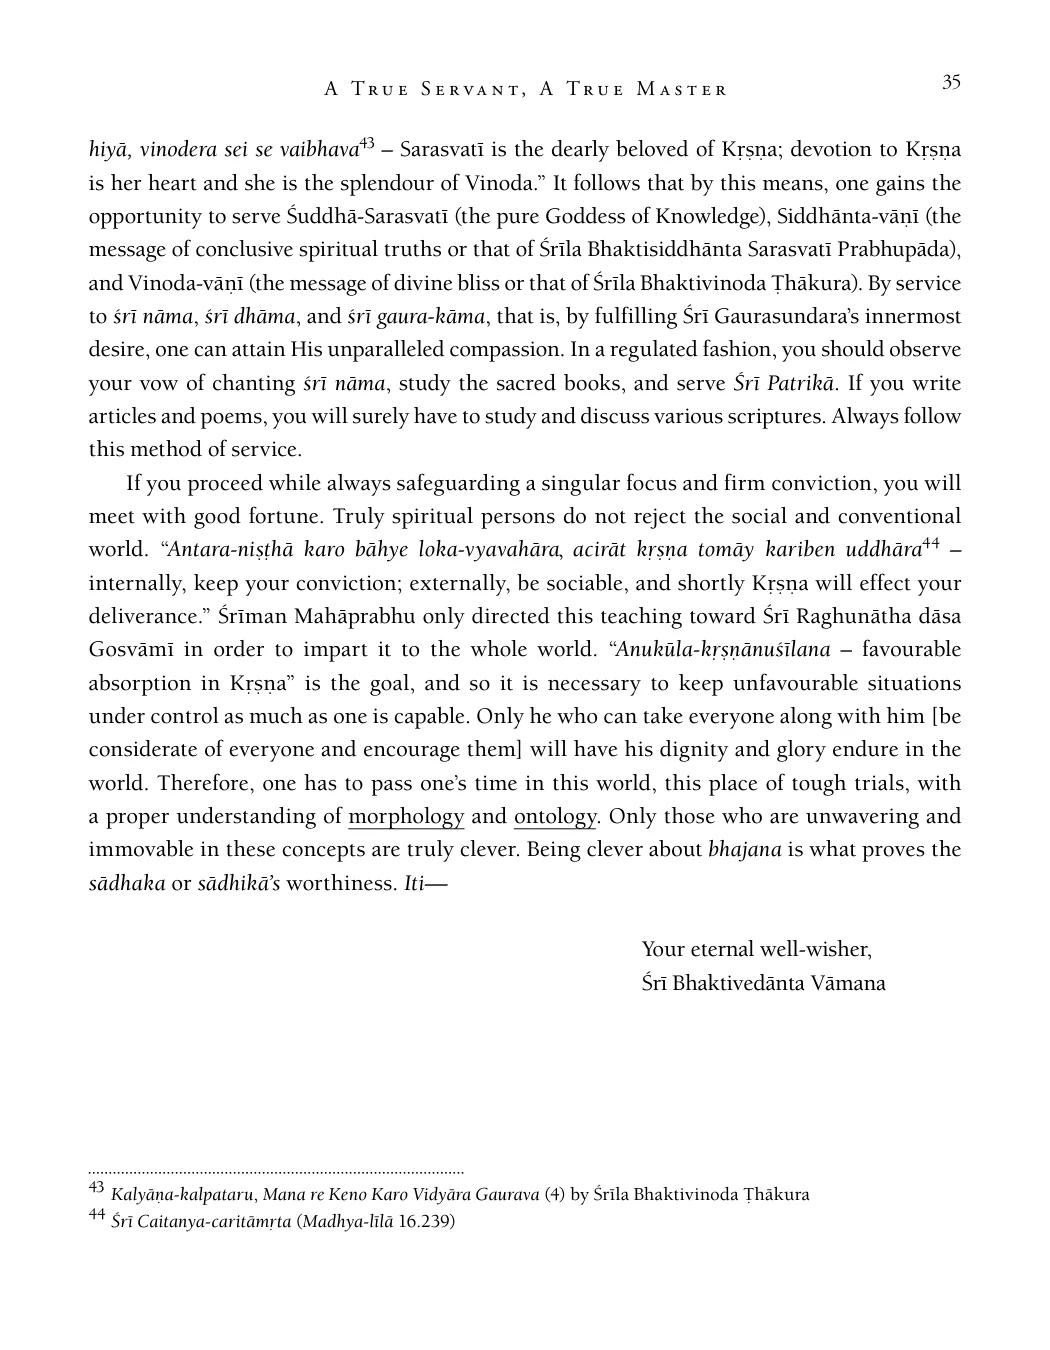 A True Servant, A True Master
35
hiyā, vinodera sei se vaibhava43 – Sarasvatī is the dearly beloved of Kṛṣṇa; devotion to Kṛṣṇa
is her heart and she is the splendour of Vinoda.” It follows that by this means, one gains the
opportunity to serve Śuddhā-Sarasvatī (the pure Goddess of Knowledge), Siddhānta-vāṇī (the
message of conclusive spiritual truths or that of Śrīla Bhaktisiddhānta Sarasvatī Prabhupāda),
and Vinoda-vāṇī (the message of divine bliss or that of Śrīla Bhaktivinoda Ṭhākura). By service
to śrī nāma, śrī dhāma, and śrī gaura-kāma, that is, by fulfilling Śrī Gaurasundara’s innermost
desire, one can attain His unparalleled compassion. In a regulated fashion, you should observe
your vow of chanting śrī nāma, study the sacred books, and serve Śrī Patrikā. If you write
articles and poems, you will surely have to study and discuss various scriptures. Always follow
this method of service.
If you proceed while always safeguarding a singular focus and firm conviction, you will
meet with good fortune. Truly spiritual persons do not reject the social and conventional
world. “Antara-niṣṭhā karo bāhye loka-vyavahāra, acirāt kṛṣṇa tomāy kariben uddhāra44 –
internally, keep your conviction; externally, be sociable, and shortly Kṛṣṇa will effect your
deliverance.” Śrīman Mahāprabhu only directed this teaching toward Śrī Raghunātha dāsa
Gosvāmī in order to impart it to the whole world. “Anukūla-kṛṣṇānuśīlana – favourable
absorption in Kṛṣṇa” is the goal, and so it is necessary to keep unfavourable situations
under control as much as one is capable. Only he who can take everyone along with him [be
considerate of everyone and encourage them] will have his dignity and glory endure in the
world. Therefore, one has to pass one’s time in this world, this place of tough trials, with
a proper understanding of morphology and ontology. Only those who are unwavering and
immovable in these concepts are truly clever. Being clever about bhajana is what proves the
sādhaka or sādhikā’s worthiness. Iti—
Your eternal well-wisher,
Śrī Bhaktivedānta Vāmana
43 Kalyāṇa-kalpataru, Mana re Keno Karo Vidyāra Gaurava (4) by Śrīla Bhaktivinoda Ṭhākura
44 Śrī Caitanya-caritāmṛta (Madhya-līlā 16.239)